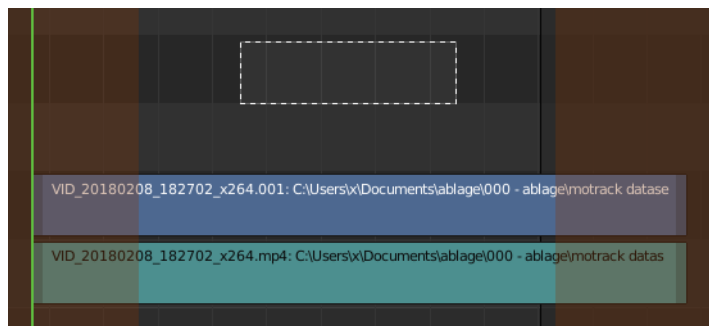 VID_20180208_182702_x264.001: C:\Users\x\Documents\ablage\000 - ablage\motrack datase
VID_20180208_182702_x264.mp4: C:\Users\x\Documents\ablage\000 - ablage\motrack datas